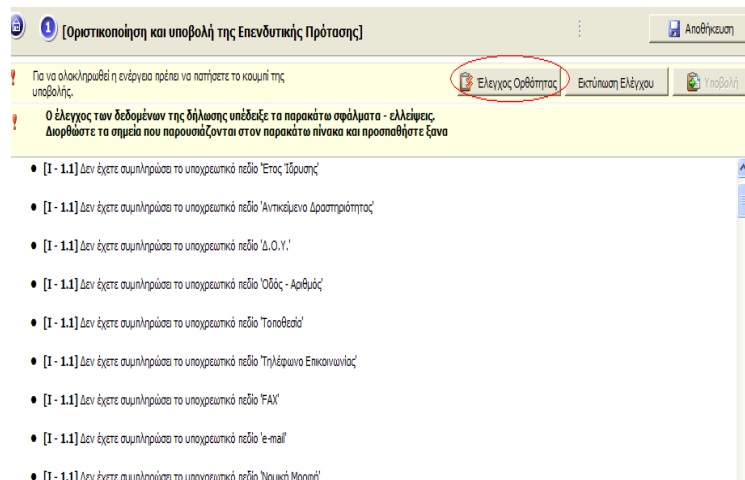 1 [Οριστικοποίηση και υποβολή της Επενδυτικής Πρότασης]
Αποθήκευση
Για να ολοκληρωθεί η ενέργεια πρέπει να πατήσετε το κουμπί της
υποβολής.
Έλεγχος Ορθότητας
Εκτύπωση Ελέγχου
Υποβολή
Ο έλεγχος των δεδομένων της δήλωσης υπέδειξε τα παρακάτω σφάλματα - ελλείψεις.
Διορθώστε τα σημεία που παρουσιάζονται στον παρακάτω πίνακα και προσπαθήστε ξανα
● [I - 1.1] Δεν έχετε συμπληρώσει το υποχρεωτικό πεδίο 'Έτος Ίδρυσης'
● [I - 1.1] Δεν έχετε συμπληρώσει το υποχρεωτικό πεδίο 'Αντικείμενο Δραστηριότητας'
● [I - 1.1] Δεν έχετε συμπληρώσει το υποχρεωτικό πεδίο 'Δ.Ο.Υ.'
● [I - 1.1] Δεν έχετε συμπληρώσει το υποχρεωτικό πεδίο 'Οδός - Αριθμός'
● [I - 1.1] Δεν έχετε συμπληρώσει το υποχρεωτικό πεδίο 'Τοποθεσία'
● [I - 1.1] Δεν έχετε συμπληρώσει το υποχρεωτικό πεδίο 'Τηλέφωνο Επικοινωνίας'
● [I - 1.1] Δεν έχετε συμπληρώσει το υποχρεωτικό πεδίο 'FAX'
● [I - 1.1] Δεν έχετε συμπληρώσει το υποχρεωτικό πεδίο 'e-mail'
● [I - 1.1] Δεν έχετε συμπληρώσει το υποχρεωτικό πεδίο 'Νομική Μορφή'